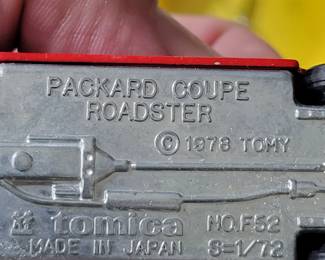 PACKARD COUPE
ROADSTER
© 1978 TOMY
tomica NO.F52
MADE IN JAPAN S=1/72